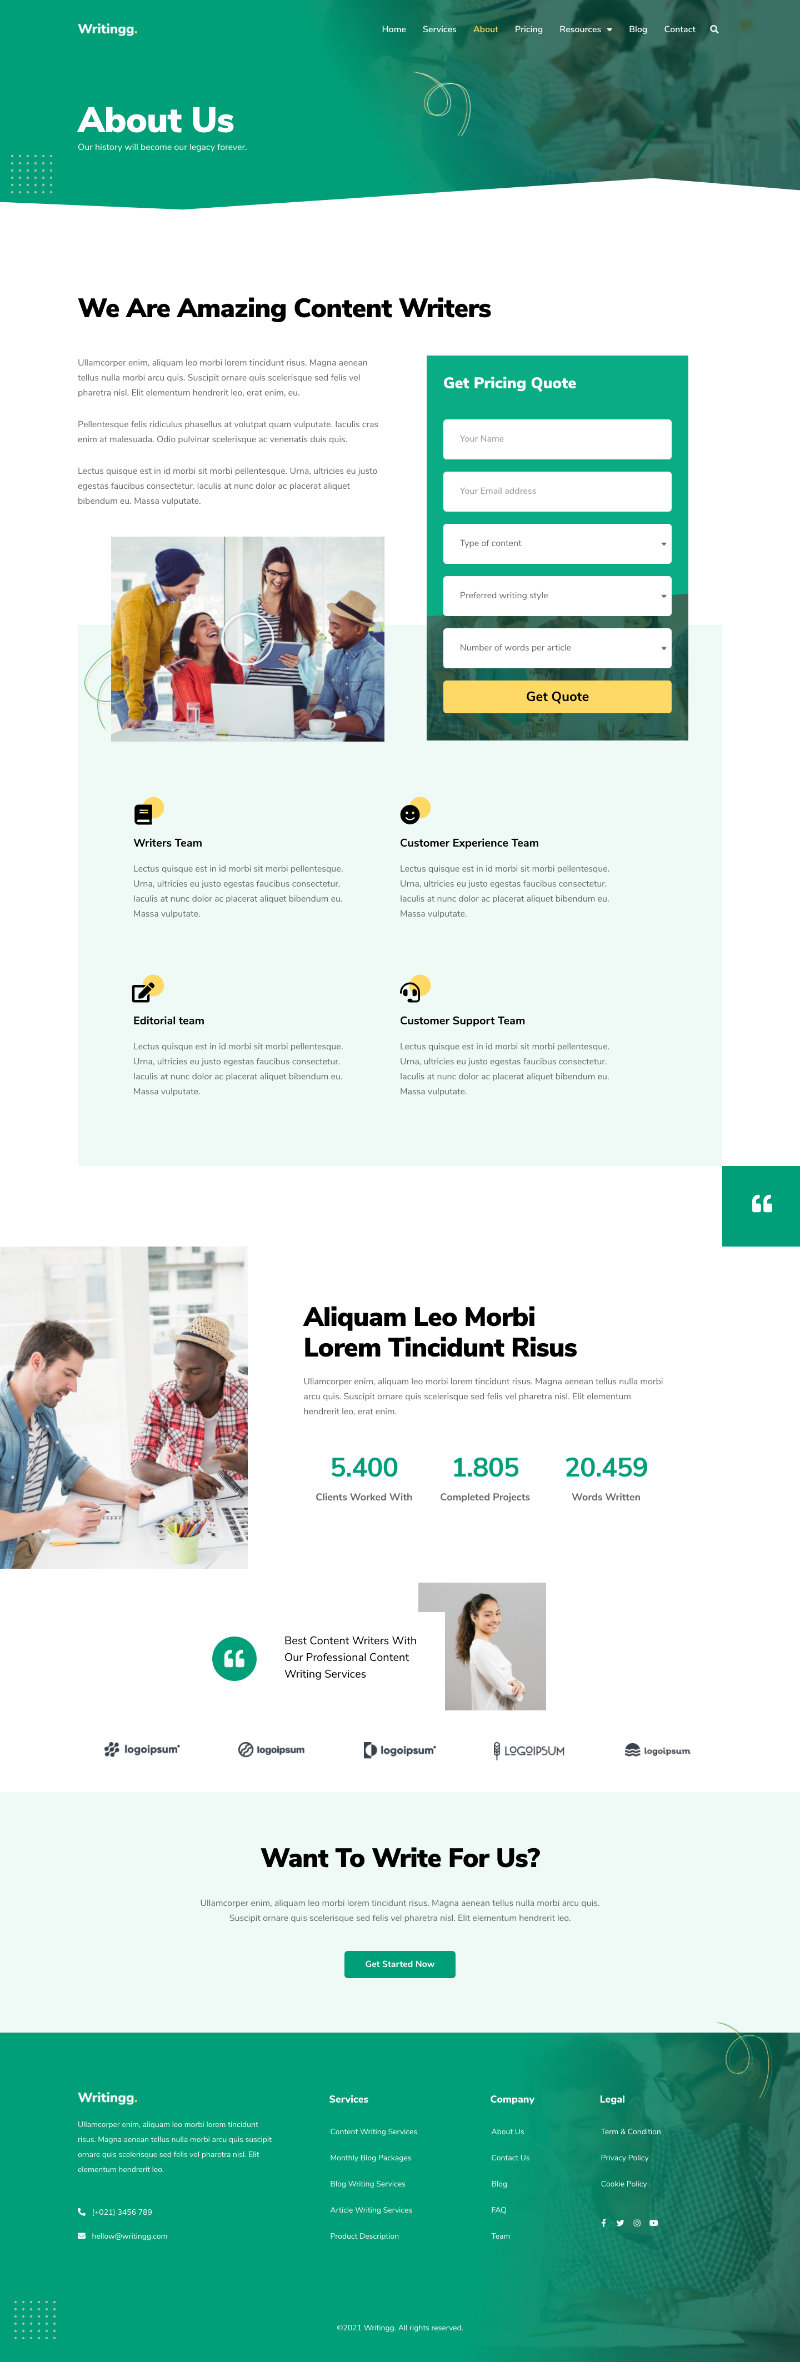 Writingg.
Home Services About Pricing Resources Blog Contact
About Us
Our history will become our legacy forever.
We Are Amazing Content Writers
Ullamcorper enim, aliquam leo morbi lorem tincidunt risus. Magna aenean
tellus nulla morbi arcu quis. Suscipit ornare quis scelerisque sed felis vel
pharetra nisl. Elit elementum hendrerit leo, erat enim, eu.
Pellentesque felis ridiculus phasellus at volutpat quam vulputate. Iaculis cras
enim at malesuada. Odio pulvinar scelerisque ac venenatis duis quis.
Lectus quisque est in id morbi sit morbi pellentesque. Urna, ultricies eu justo
egestas faucibus consectetur. Iaculis at nunc dolor ac placerat aliquet
bibendum eu. Massa vulputate.
Get Pricing Quote
Your Name
Your Email address
Type of content
Preferred writing style
Number of words per article
Get Quote
Writers Team
Lectus quisque est in id morbi sit morbi pellentesque.
Urna, ultricies eu justo egestas faucibus consectetur.
Iaculis at nunc dolor ac placerat aliquet bibendum eu.
Massa vulputate.
Customer Experience Team
Lectus quisque est in id morbi sit morbi pellentesque.
Urna, ultricies eu justo egestas faucibus consectetur.
Iaculis at nunc dolor ac placerat aliquet bibendum eu.
Massa vulputate.
Editorial team
Lectus quisque est in id morbi sit morbi pellentesque.
Urna, ultricies eu justo egestas faucibus consectetur.
Iaculis at nunc dolor ac placerat aliquet bibendum eu.
Massa vulputate.
Customer Support Team
Lectus quisque est in id morbi sit morbi pellentesque.
Urna, ultricies eu justo egestas faucibus consectetur.
Iaculis at nunc dolor ac placerat aliquet bibendum eu.
Massa vulputate.
Aliquam Leo Morbi
Lorem Tincidunt Risus
Ullamcorper enim, aliquam leo morbi lorem tincidunt risus. Magna aenean tellus nulla morbi
arcu quis. Suscipit ornare quis scelerisque sed felis vel pharetra nisl. Elit elementum
hendrerit leo, erat enim.
5.400 1.805 20.459
Clients Worked With Completed Projects Words Written
Best Content Writers With
Our Professional Content
Writing Services
logoipsum logoipsum logoipsum LOGOIPSUM logoipsum
Want To Write For Us?
Ullamcorper enim, aliquam leo morbi lorem tincidunt risus. Magna aenean tellus nulla morbi arcu quis.
Suscipit ornare quis scelerisque sed felis vel pharetra nisl. Elit elementum hendrerit leo.
Get Started Now
Writingg.
Ullamcorper enim, aliquam leo morbi lorem tincidunt
risus. Magna aenean tellus nulla morbi arcu quis suscipit
ornare quis scelerisque sed felis vel pharetra nisl. Elit
elementum hendrerit leo.
(+021) 3456 789
hellow@writingg.com
Services
Content Writing Services
Monthly Blog Packages
Blog Writing Services
Article Writing Services
Product Description
Company
About Us
Contact Us
Blog
FAQ
Team
Legal
Term & Condition
Privacy Policy
Cookie Policy
©2021 Writingg. All rights reserved.